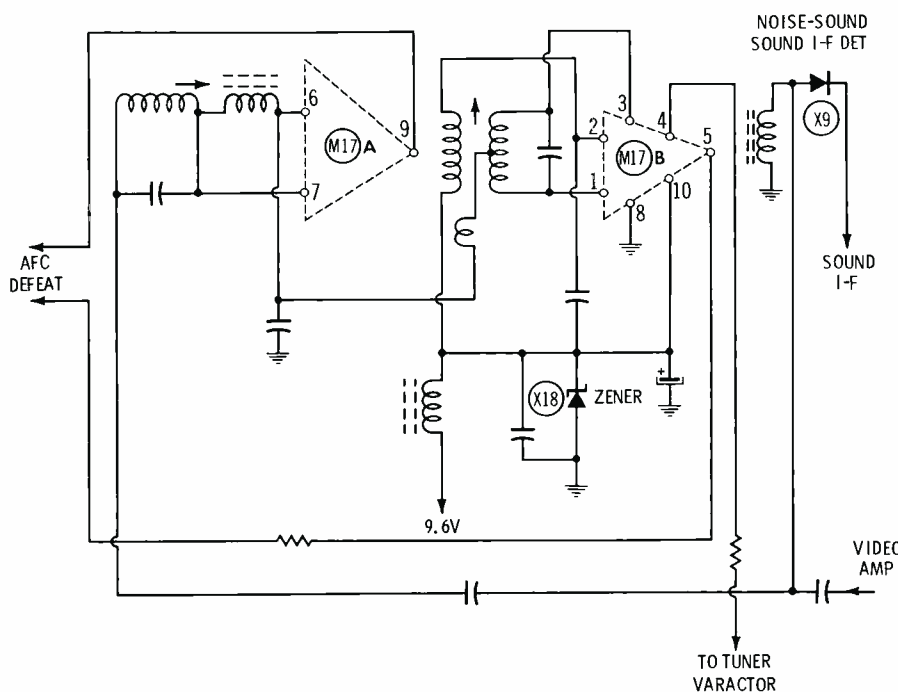 NOISE-SOUND
SOUND I-F DET
X9
6
M17 A
9
7
3
4
2
M17 B
5
1
10
8
AFC
DEFEAT
SOUND
I-F
X18
ZENER
+
9.6V
VIDEO
AMP
TO TUNER
VARACTOR